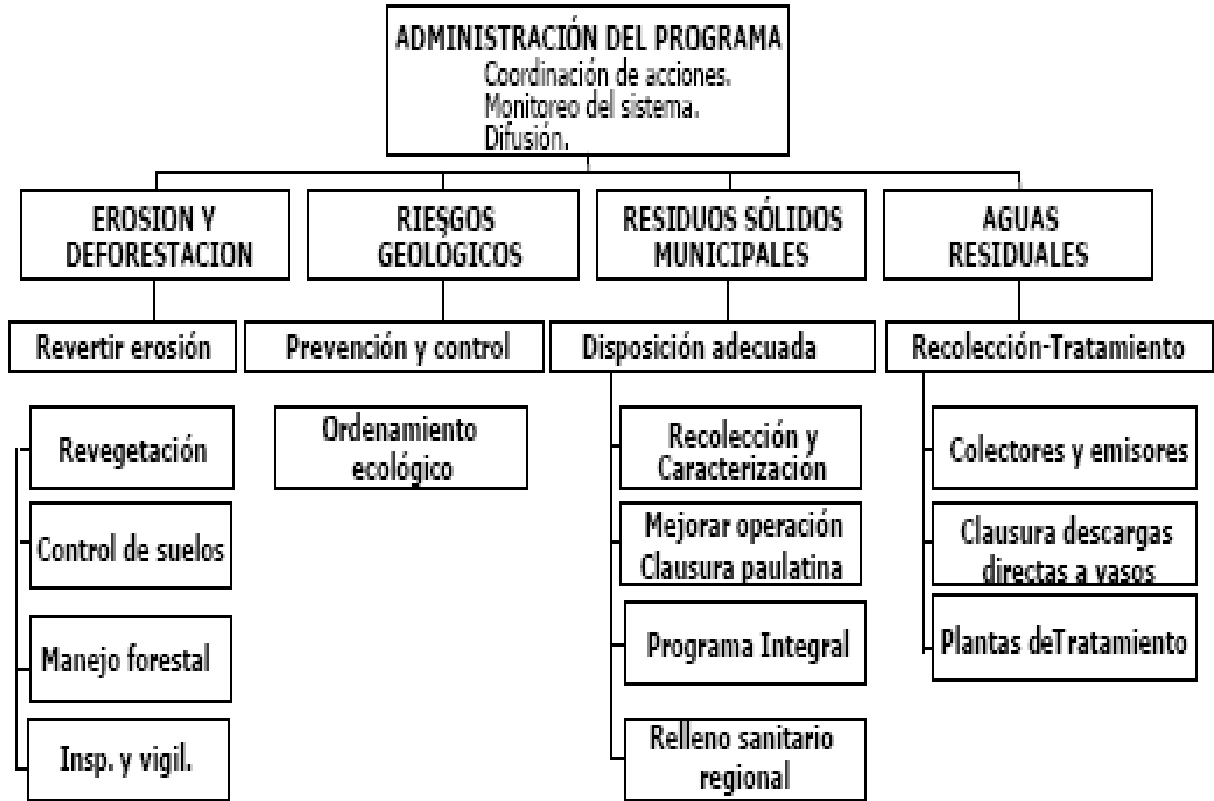 ADMINISTRACIÓN DEL PROGRAMA
Coordinación de acciones.
Monitoreo del sistema.
Difusión.
EROSION Y
DEFORESTACION
RIESGOS
GEOLÓGICOS
RESIDUOS SÓLIDOS
MUNICIPALES
AGUAS
RESIDUALES
Revertir erosión
Prevención y control
Disposición adecuada
Recolección-Tratamiento
Revegetación
Control de suelos
Manejo forestal
Insp. y vigil.
Ordenamiento
ecológico
Recolección y
Caracterización
Mejorar operación
Clausura paulatina
Programa Integral
Relleno sanitario
regional
Colectores y emisores
Clausura descargas
directas a vasos
Plantas deTratamiento